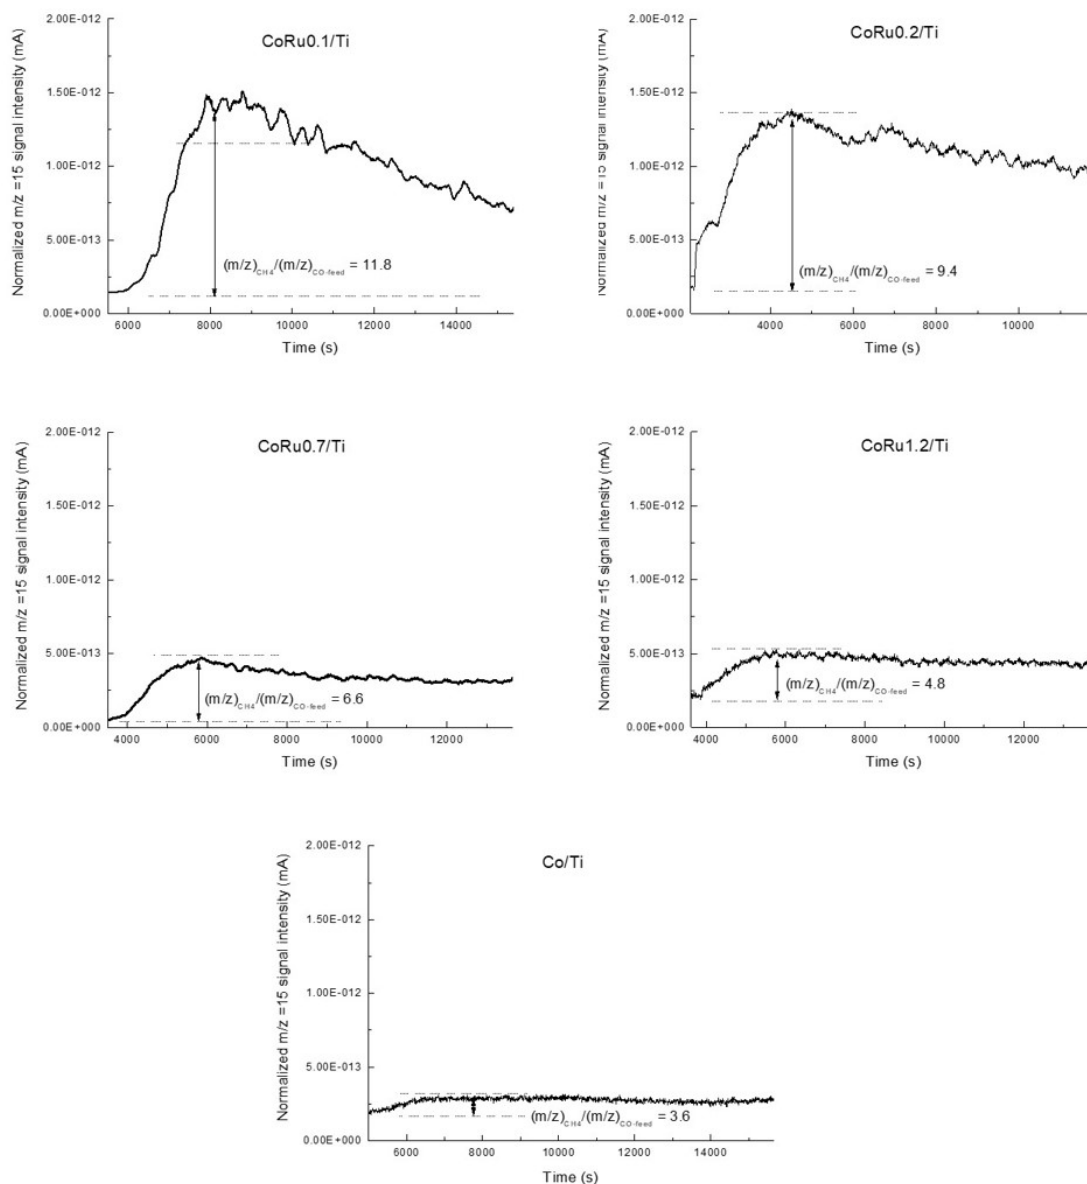 CoRu0.1/Ti
Normalized m/z =15 signal intensity (mA)
2.00E-012
1.50E-012
1.00E-012
5.00E-013
0.00E+000
(m/z)CH4/(m/z)CO-feed = 11.8
6000 8000 10000 12000 14000
Time (s)
CoRu0.2/Ti
Normalized m/z = 15 signal intensity (mA)
2.00E-012
1.50E-012
1.00E-012
5.00E-013
0.00E+000
(m/z)CH4/(m/z)CO-feed = 9.4
4000 6000 8000 10000
Time (s)
CoRu0.7/Ti
Normalized m/z =15 signal intensity (mA)
2.00E-012
1.50E-012
1.00E-012
5.00E-013
0.00E+000
(m/z)CH4/(m/z)CO-feed = 6.6
4000 6000 8000 10000 12000
Time (s)
CoRu1.2/Ti
Normalized m/z =15 signal intensity (mA)
2.00E-012
1.50E-012
1.00E-012
5.00E-013
0.00E+000
(m/z)CH4/(m/z)CO-feed = 4.8
4000 6000 8000 10000 12000
Time (s)
Co/Ti
Normalized m/z =15 signal intensity (mA)
2.00E-012
1.50E-012
1.00E-012
5.00E-013
0.00E+000
(m/z)CH4/(m/z)CO-feed = 3.6
6000 8000 10000 12000 14000
Time (s)